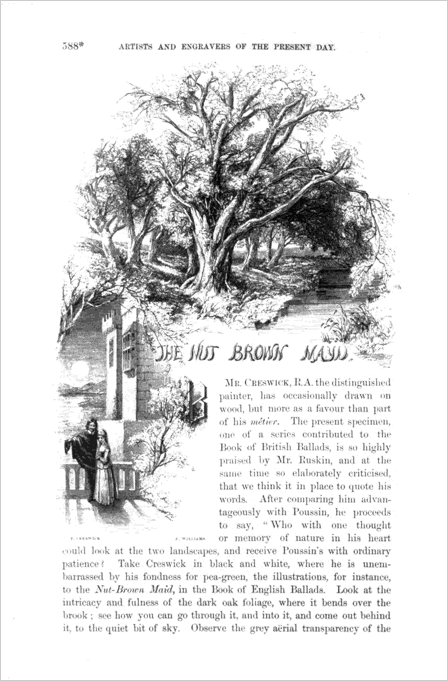 588*
ARTISTS AND ENGRAVERS OF THE PRESENT DAY.
THE NUT BROWN MAYD.
MR. CRESWICK, R.A. the distinguished
painter, has occasionally drawn on
wood, but more as a favour than part
of his métier. The present specimen,
one of a series contributed to the
Book of British Ballads, is so highly
praised by Mr. Ruskin, and at the
same time so elaborately criticised,
that we think it in place to quote his
words. After comparing him advan-
tageously with Poussin, he proceeds
to say, “Who with one thought
T. CRESWICK
J. WILLIAMS
or memory of nature in his heart
could look at the two landscapes, and receive Poussin's with ordinary
patience? Take Creswick in black and white, where he is unem-
barrassed by his fondness for pea-green, the illustrations, for instance,
to the Nut-Brown Maid, in the Book of English Ballads. Look at the
intricacy and fulness of the dark oak foliage, where it bends over the
brook; see how you can go through it, and into it, and come out behind
it, to the quiet bit of sky. Observe the grey aërial transparency of the